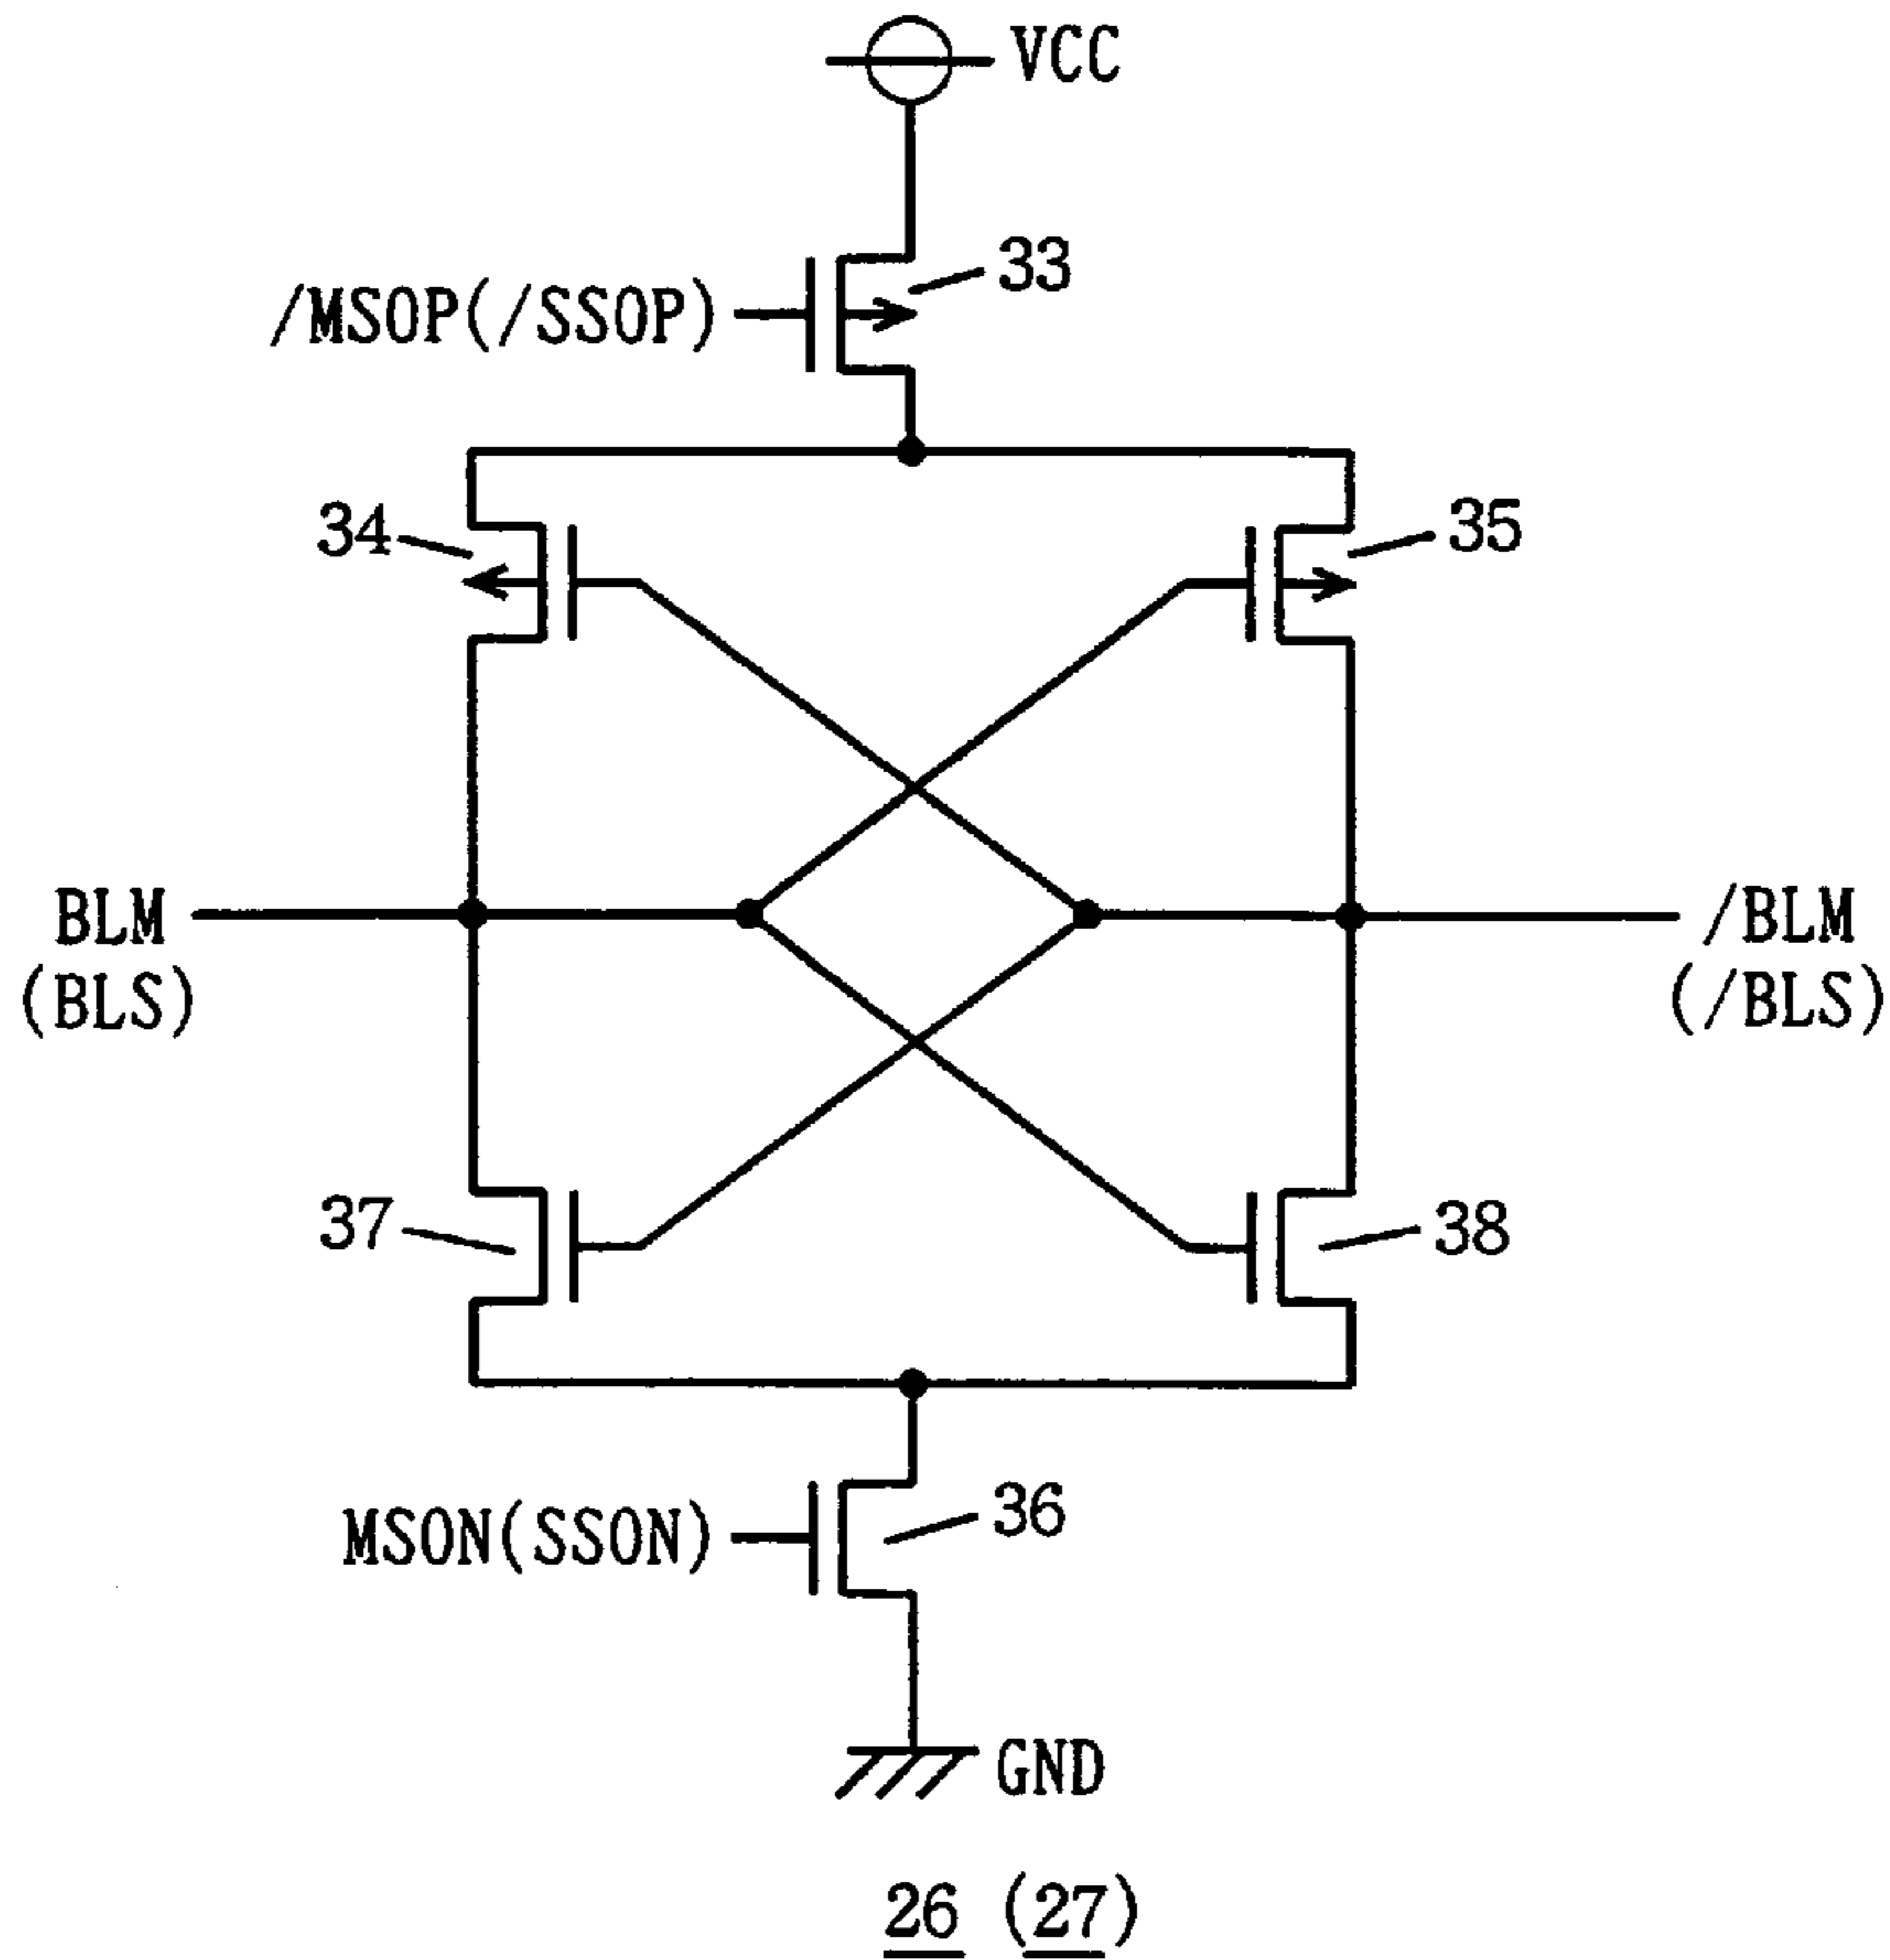 VCC
33
/MSOP(/SSOP)
34
35
BLM
(BLS)
/BLM
(/BLS)
37
38
36
MSON(SSON)
GND
26 (27)